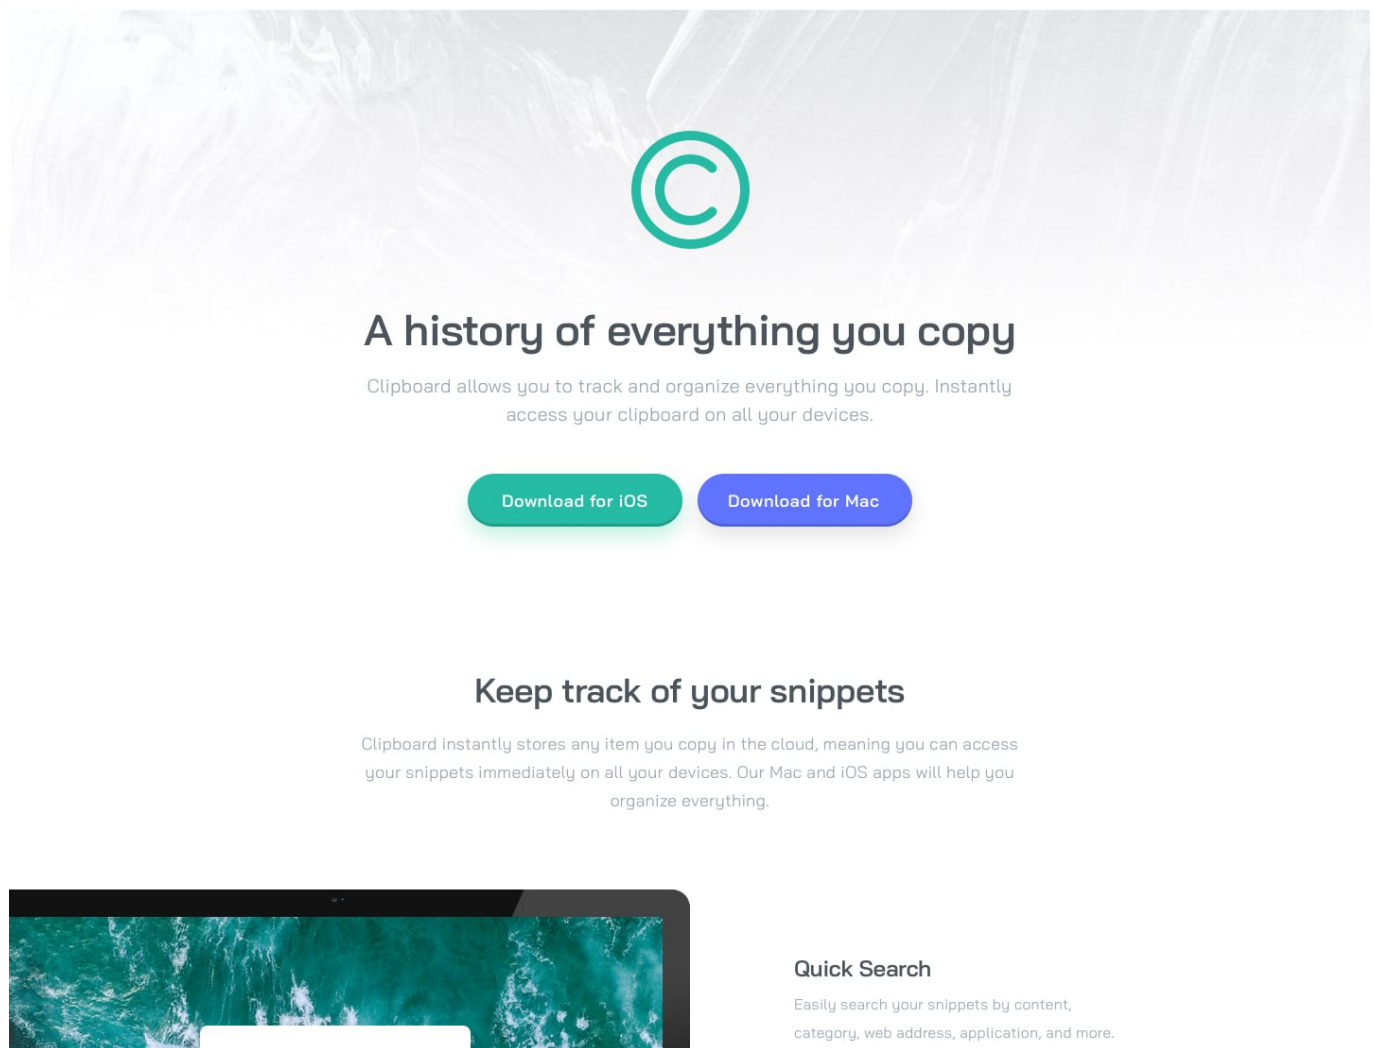 A history of everything you copy
Clipboard allows you to track and organize everything you copy. Instantly
access your clipboard on all your devices.
Download for iOS
Download for Mac
Keep track of your snippets
Clipboard instantly stores any item you copy in the cloud, meaning you can access
your snippets immediately on all your devices. Our Mac and iOS apps will help you
organize everything.
Quick Search
Easily search your snippets by content,
category, web address, application, and more.